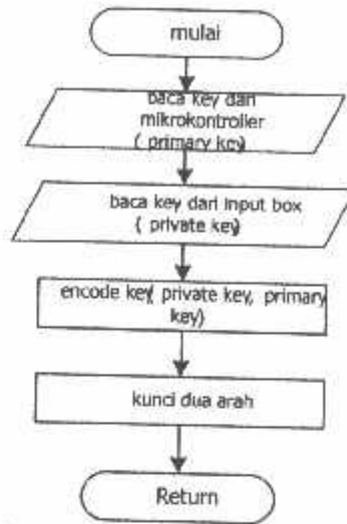 mulai
baca key dari
mikrokontroller
( primary key)
baca key dari input box
( private key)
encode key( private key, primary
key)
kunci dua arah
Return